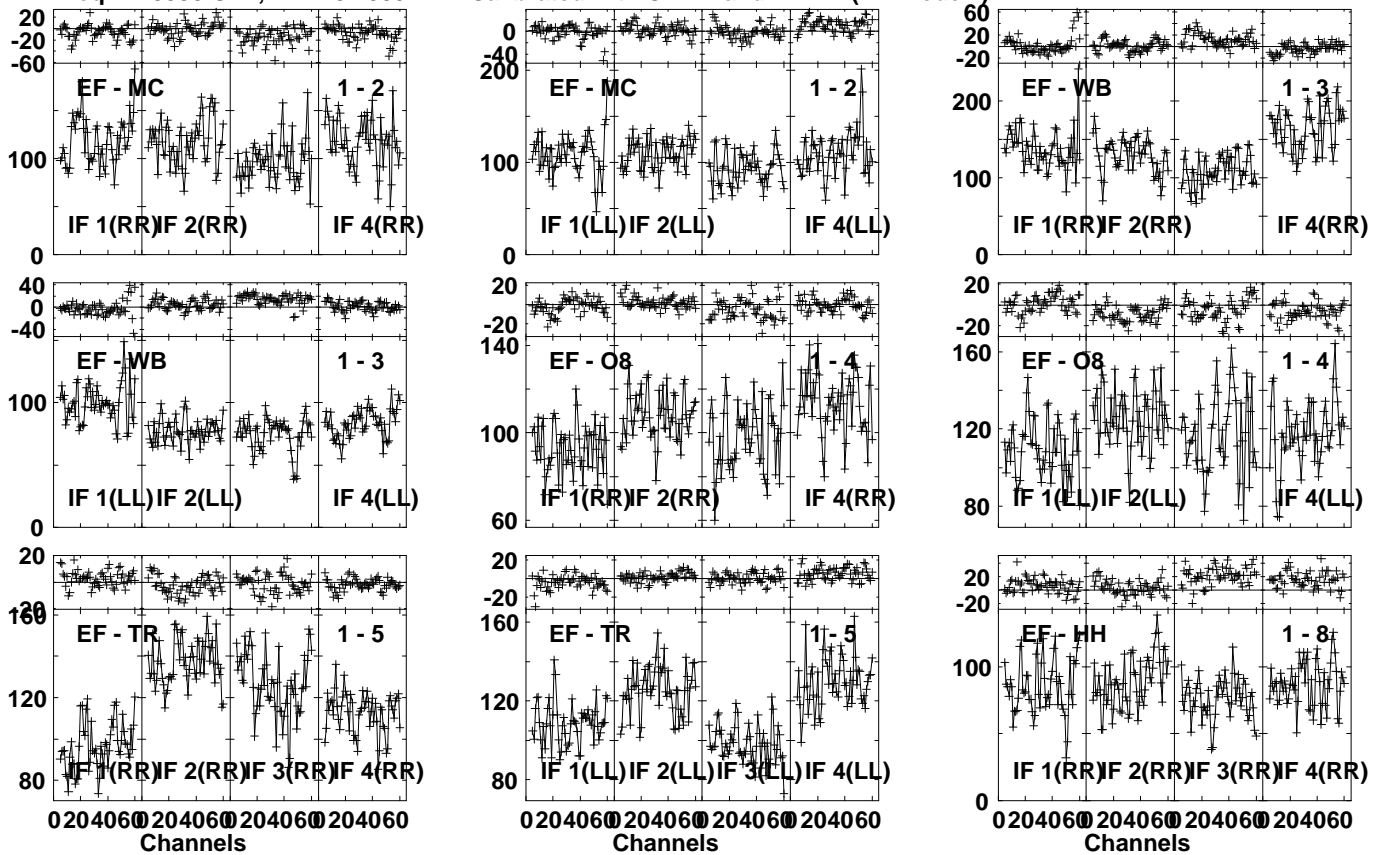 20
0
-20
-60
EF - MC
1 - 2
100
IF 1(RR)
IF 2(RR)
IF 4(RR)
0
0
-40
200
EF - MC
1 - 2
100
IF 1(LL)
IF 2(LL)
IF 4(LL)
0
60
20
-20
EF - WB
1 - 3
200
100
IF 1(RR)
IF 2(RR)
IF 4(RR)
0
40
0
-40
EF - WB
1 - 3
100
IF 1(LL)
IF 2(LL)
IF 4(LL)
0
20
-20
140
EF - O8
1 - 4
100
IF 1(RR)
IF 2(RR)
IF 4(RR)
60
20
-20
160
EF - O8
1 - 4
120
IF 1(LL)
IF 2(LL)
IF 4(LL)
80
20
-20
160
EF - TR
1 - 5
120
IF 1(RR)
IF 2(RR)
IF 3(RR)
IF 4(RR)
80
0 20 40 60 0 20 40 60 0 20 40 60 0 20 40 60
Channels
20
0
-20
160
EF - TR
1 - 5
120
IF 1(LL)
IF 2(LL)
IF 3(LL)
IF 4(LL)
80
0 20 40 60 0 20 40 60 0 20 40 60 0 20 40 60
Channels
20
-20
EF - HH
1 - 8
100
IF 1(RR)
IF 2(RR)
IF 3(RR)
IF 4(RR)
0
0 20 40 60 0 20 40 60 0 20 40 60 0 20 40 60
Channels